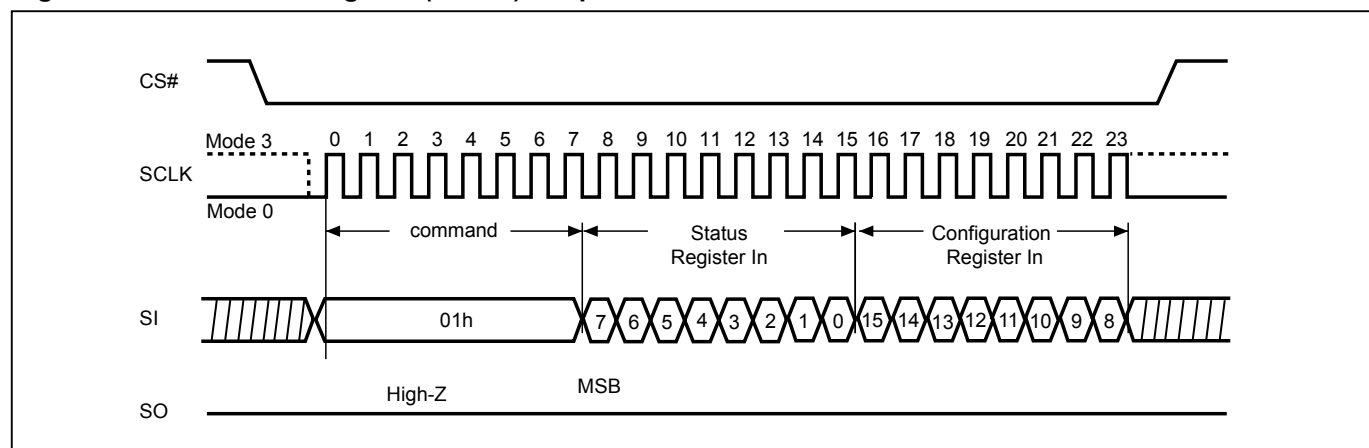 CS#
Mode 3
0 1 2 3 4 5 6 7 8 9 10 11 12 13 14 15 16 17 18 19 20 21 22 23
SCLK
Mode 0
command
Status
Register In
Configuration
Register In
SI
01h
7 6 5 4 3 2 1 0 15 14 13 12 11 10 9 8
High-Z
MSB
SO